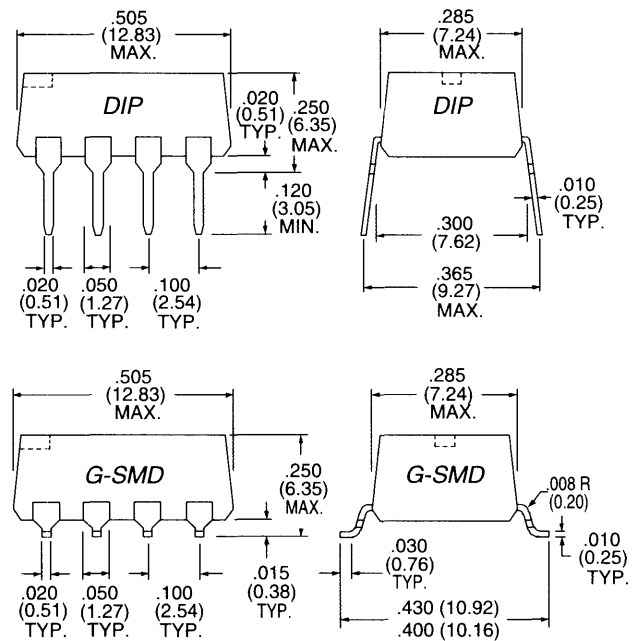 .505
(12.83)
MAX.
DIP
.020
(0.51)
TYP.
.250
(6.35)
MAX.
.120
(3.05)
MIN.
.020
(0.51)
TYP.
.050
(1.27)
TYP.
.100
(2.54)
TYP.
.285
(7.24)
MAX.
DIP
.010
(0.25)
TYP.
.300
(7.62)
.365
(9.27)
MAX.
.505
(12.83)
MAX.
G-SMD
.250
(6.35)
MAX.
.020
(0.51)
TYP.
.050
(1.27)
TYP.
.100
(2.54)
TYP.
.015
(0.38)
TYP.
.285
(7.24)
MAX.
G-SMD
.008 R
(0.20)
.010
(0.25)
TYP.
.030
(0.76)
TYP.
.430 (10.92)
.400 (10.16)